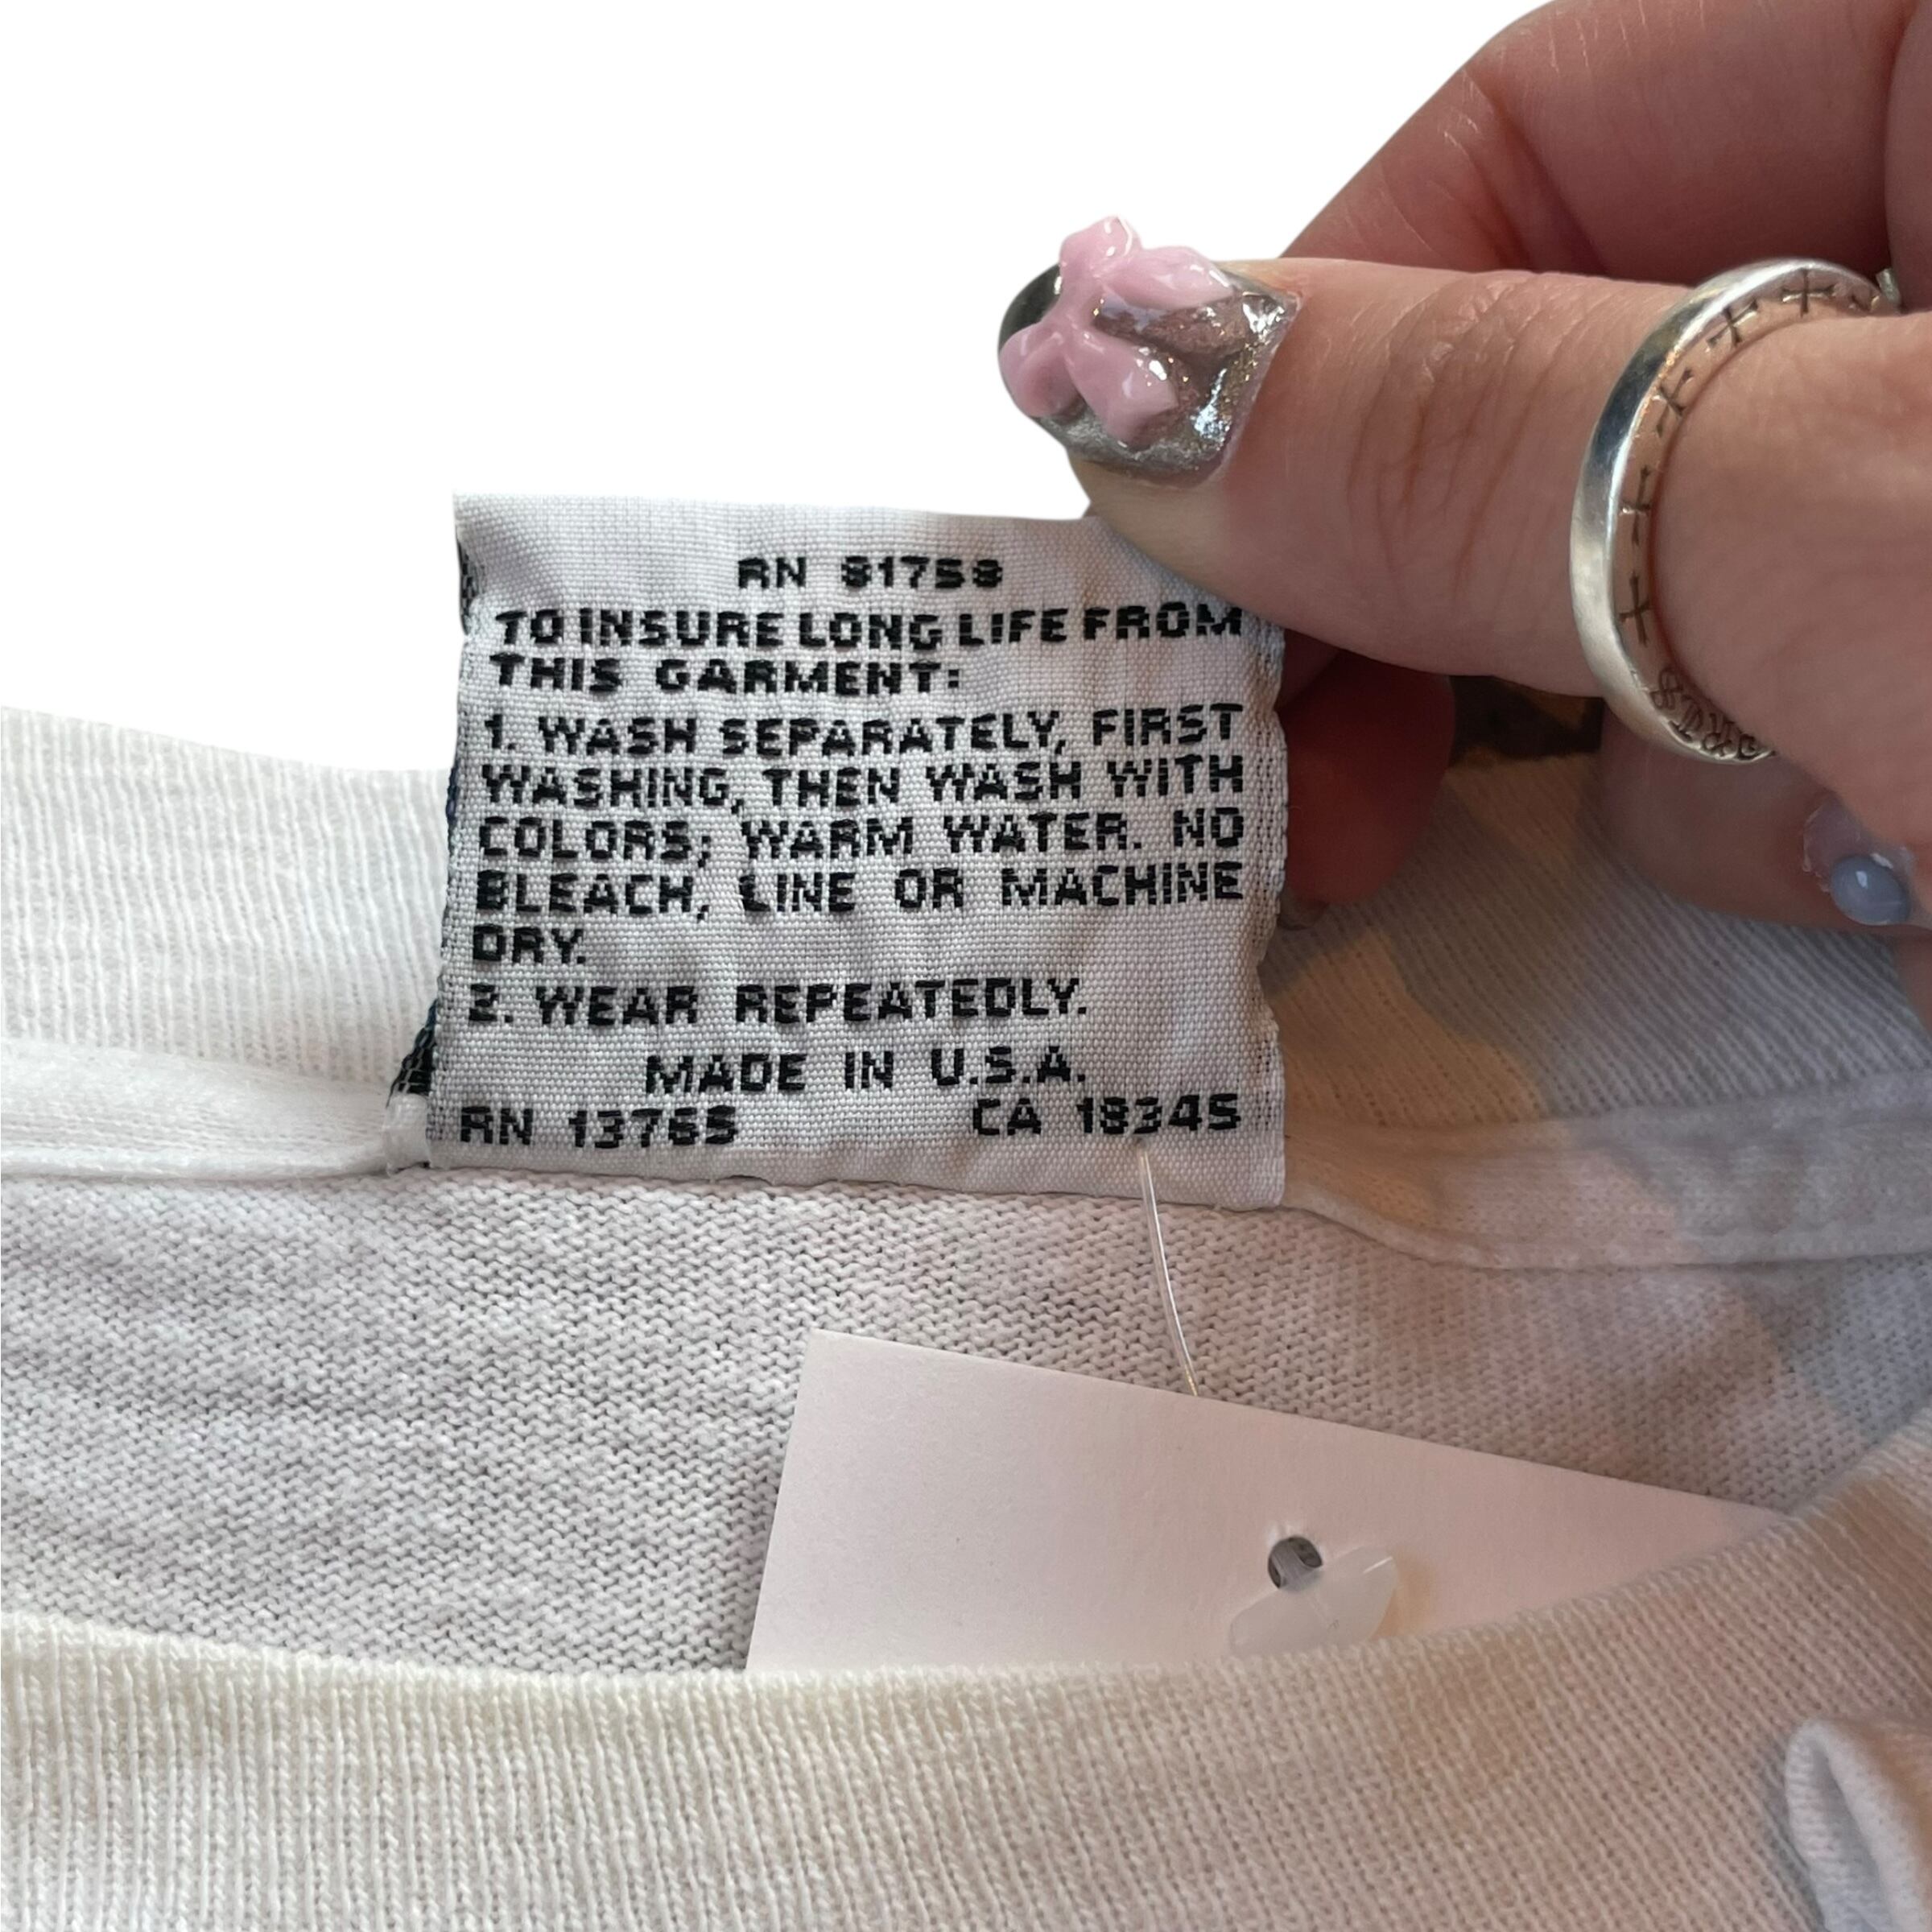 RN 81758
TO INSURE LONG LIFE FROM
THIS GARMENT:
1. WASH SEPARATELY, FIRST
WASHING, THEN WASH WITH
COLORS; WARM WATER. NO
BLEACH, LINE OR MACHINE
DRY.
2. WEAR REPEATEDLY.
MADE IN U.S.A.
RN 13765 CA 18345